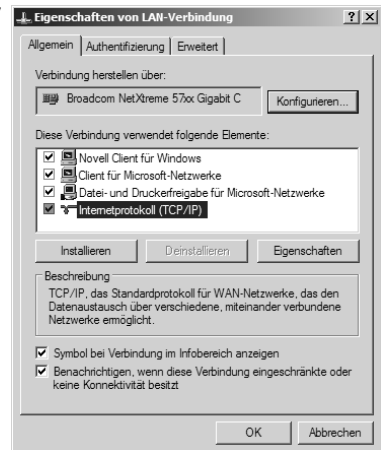 Eigenschaften von LAN-Verbindung
Allgemein Authentifizierung Erweitert
Verbindung herstellen über:
Broadcom NetXtreme 57xx Gigabit C Konfigurieren...
Diese Verbindung verwendet folgende Elemente:
Novell Client für Windows
Client für Microsoft-Netzwerke
Datei- und Druckerfreigabe für Microsoft-Netzwerke
Internetprotokoll (TCP/IP)
Installieren Deinstallieren Eigenschaften
Beschreibung
TCP/IP, das Standardprotokoll für WAN-Netzwerke, das den
Datenaustausch über verschiedene, miteinander verbundene
Netzwerke ermöglicht.
Symbol bei Verbindung im Infobereich anzeigen
Benachrichtigen, wenn diese Verbindung eingeschränkte oder
keine Konnektivität besitzt
OK Abbrechen